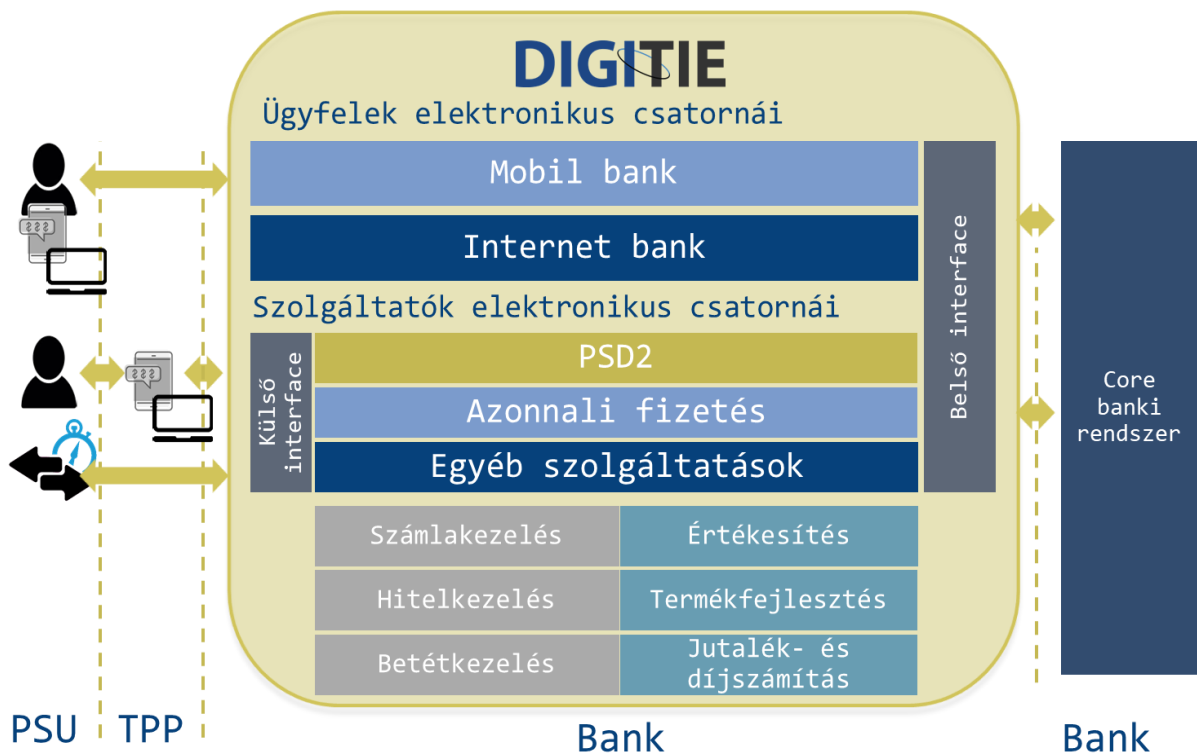 DIGITIE
Ügyfelek elektronikus csatornái
Mobil bank
Internet bank
Szolgáltatók elektronikus csatornái
Külső
interface
PSD2
Azonnali fizetés
Egyéb szolgáltatások
Belső interface
Core
banki
rendszer
Számlakezelés
Értékesítés
Hitelkezelés
Termékfejlesztés
Betétkezelés
Jutalék- és
díjszámítás
PSU
TPP
Bank
Bank